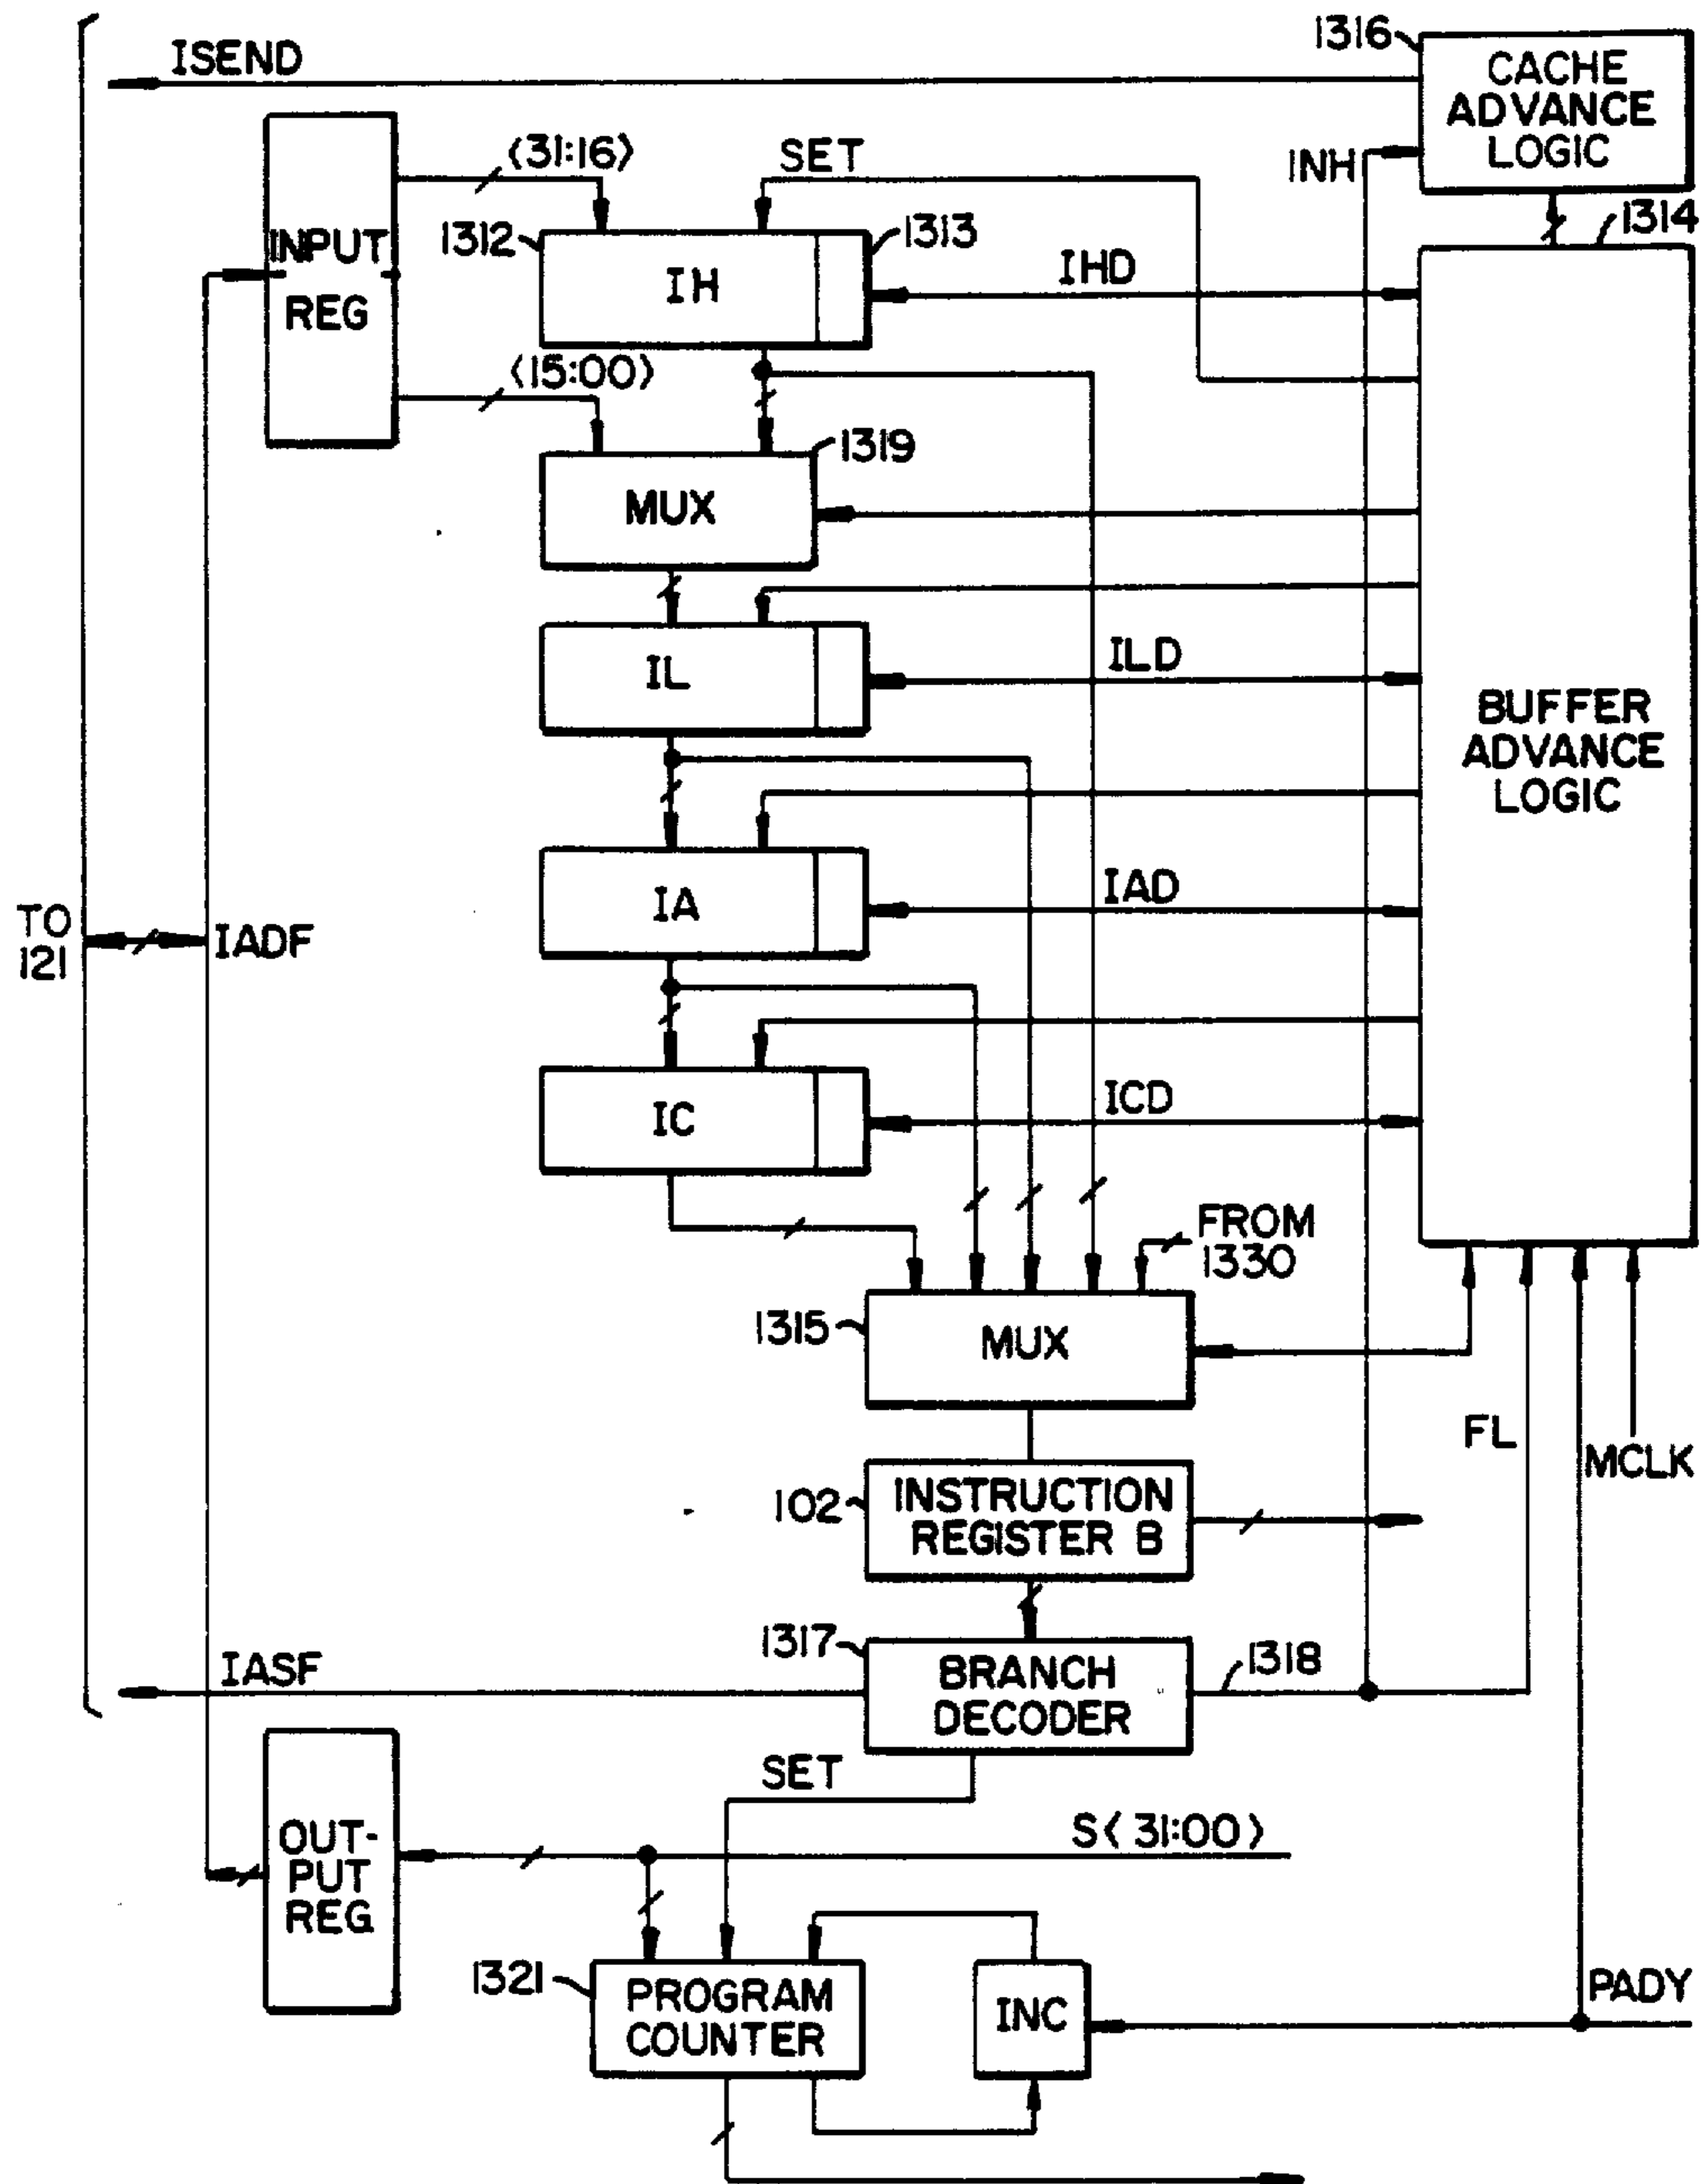 1316
ISEND
CACHE
ADVANCE
LOGIC
⟨31:16⟩
SET
INH
1314
1312
1313
INPUT
REG
IH
IHD
⟨15:00⟩
1319
MUX
IL
ILD
BUFFER
ADVANCE
LOGIC
IA
IAD
TO
121
IADF
IC
ICD
FROM
1330
1315
MUX
FL
MCLK
102
INSTRUCTION
REGISTER B
1317
IASF
BRANCH
DECODER
1318
SET
OUT-
PUT
REG
S⟨31:00⟩
1321
PROGRAM
COUNTER
INC
PADY